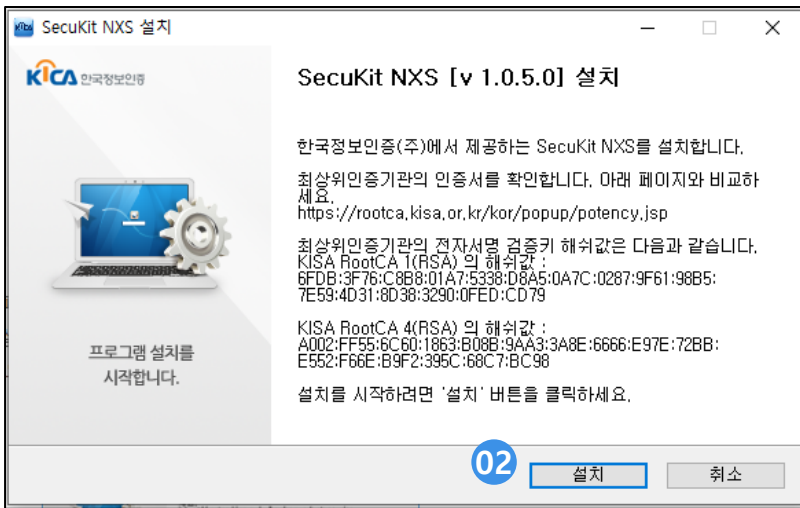 SecuKit NXS 설치
KICA 한국정보인증
SecuKit NXS [v 1.0.5.0] 설치
한국정보인증(주)에서 제공하는 SecuKit NXS를 설치합니다.
최상위인증기관의 인증서를 확인합니다. 아래 페이지와 비교하
세요.
https://rootca.kisa.or.kr/kor/popup/potency.jsp
최상위인증기관의 전자서명 검증키 해쉬값은 다음과 같습니다.
KISA RootCA 1(RSA) 의 해쉬값 :
6FDB:3F76:C8B8:01A7:5338:D8A5:0A7C:0287:9F61:98B5:
7E59:4D31:8D38:3290:0FED:CD79
KISA RootCA 4(RSA) 의 해쉬값 :
A002:FF55:6C60:1863:B08B:9AA3:3A8E:6666:E97E:72BB:
E552:F66E:B9F2:395C:68C7:BC98
프로그램 설치를
시작합니다.
설치를 시작하려면 '설치' 버튼을 클릭하세요.
02 설치 취소